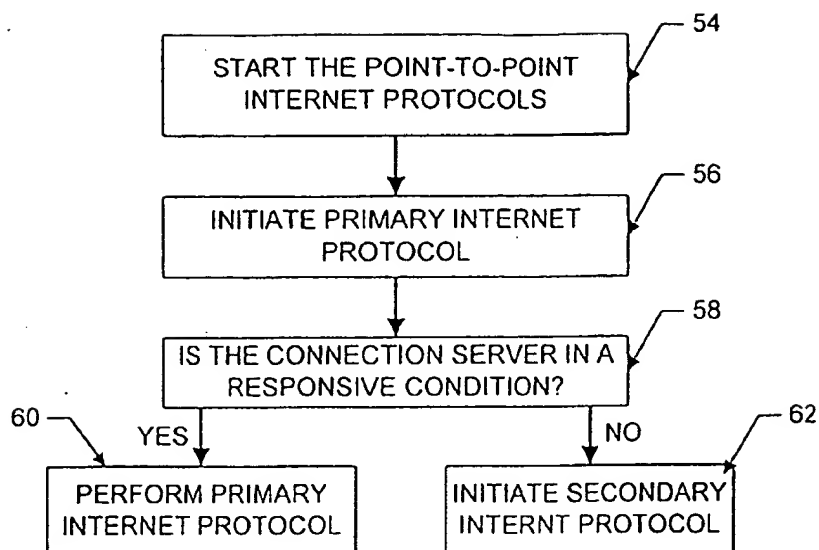 54
START THE POINT-TO-POINT
INTERNET PROTOCOLS
56
INITIATE PRIMARY INTERNET
PROTOCOL
58
IS THE CONNECTION SERVER IN A
RESPONSIVE CONDITION?
60
YES
NO
62
PERFORM PRIMARY
INTERNET PROTOCOL
INITIATE SECONDARY
INTERNT PROTOCOL